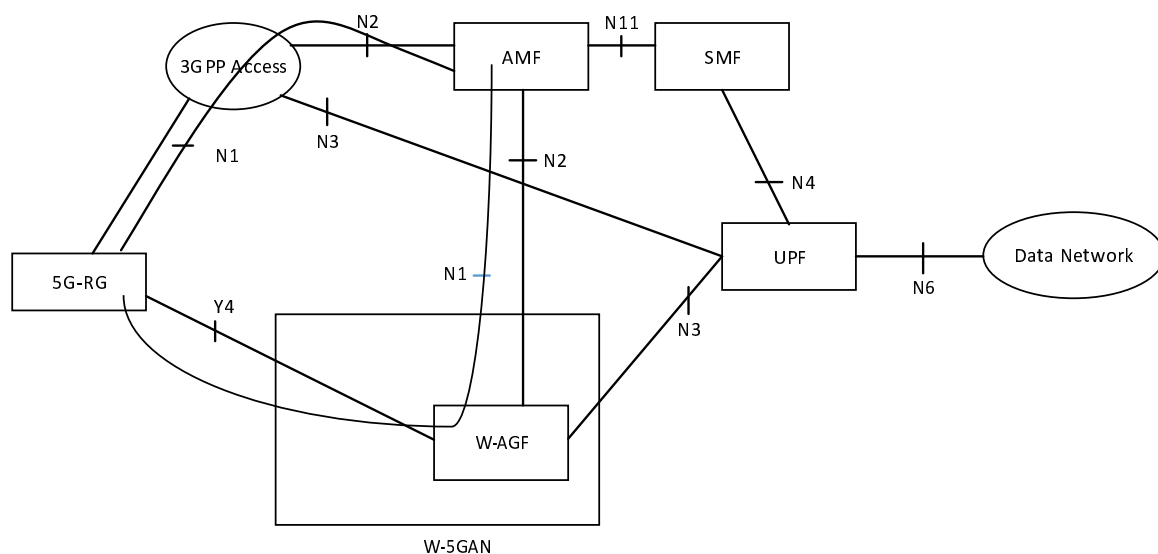 N2
N11
3GPP Access
AMF
SMF
N3
N1
N2
N4
5G-RG
N1
UPF
Data Network
Y4
N6
N3
W-AGF
W-5GAN